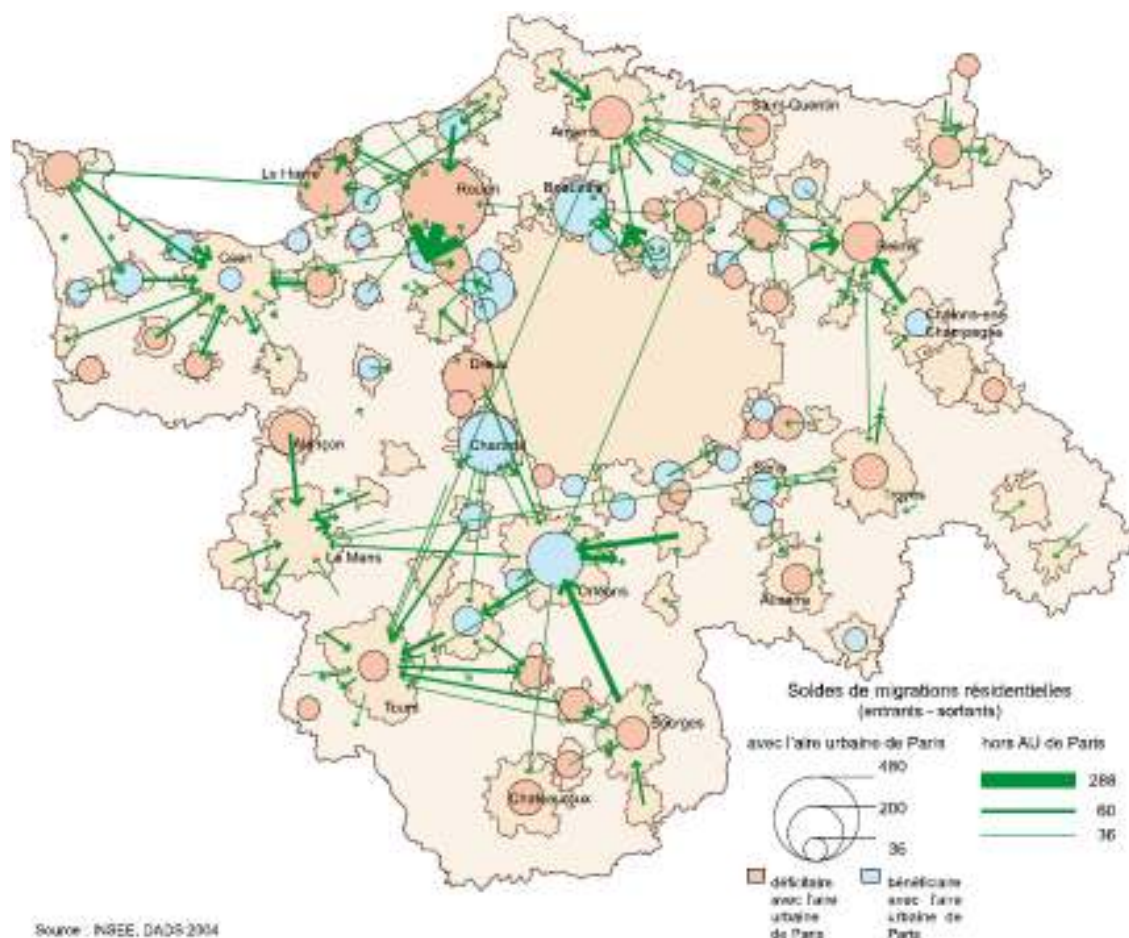 Saint-Quentin
Amiens
Le Havre
Rouen
Beauvais
Reims
Caen
Châlons-en-
Champagne
Dreux
Chartres
Alençon
Sens
Troyes
Le Mans
Orléans
Auxerre
Tours
Bourges
Chateauroux
Soldes de migrations résidentielles
(entrants - sortants)
avec l'aire urbaine de Paris
hors AU de Paris
480
200
36
288
60
36
déficitaire
avec l'aire
urbaine
de Paris
bénéficiaire
avec l'aire
urbaine de
Paris
Source : INSEE, DADS 2004